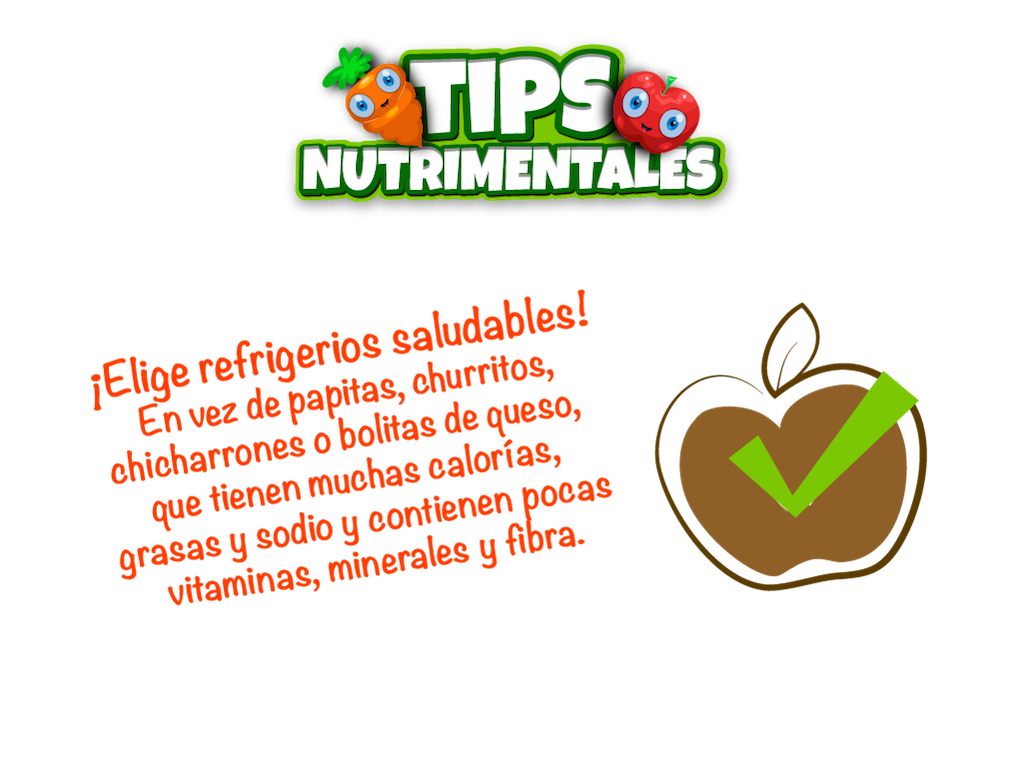 TIPS
NUTRIMENTALES
¡Elige refrigerios saludables!
En vez de papitas, churritos,
chicharrones o bolitas de queso,
que tienen muchas calorías,
grasas y sodio y contienen pocas
vitaminas, minerales y fibra.